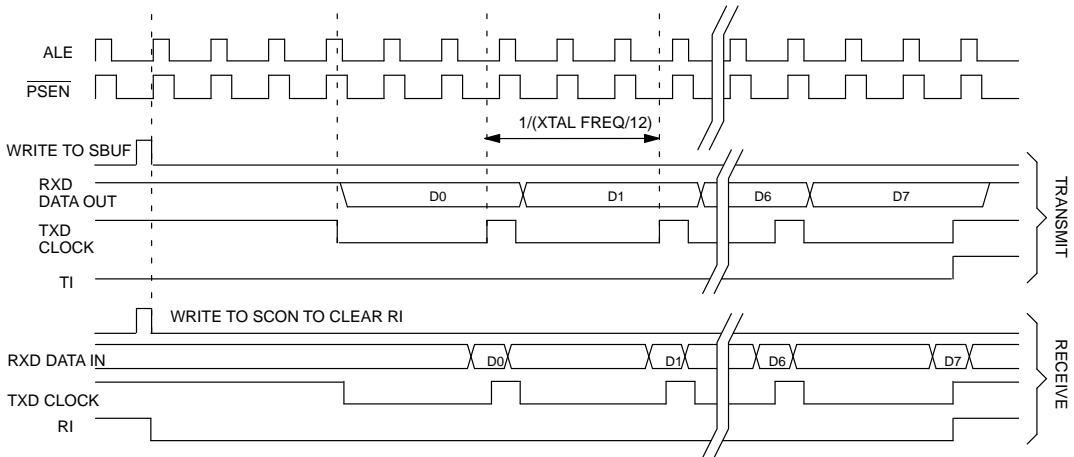 ALE
PSEN
1/(XTAL FREQ/12)
WRITE TO SBUF
RXD
DATA OUT
D0
D1
D6
D7
TXD
CLOCK
TI
TRANSMIT
WRITE TO SCON TO CLEAR RI
RXD DATA IN
D0
D1
D6
D7
TXD CLOCK
RI
RECEIVE